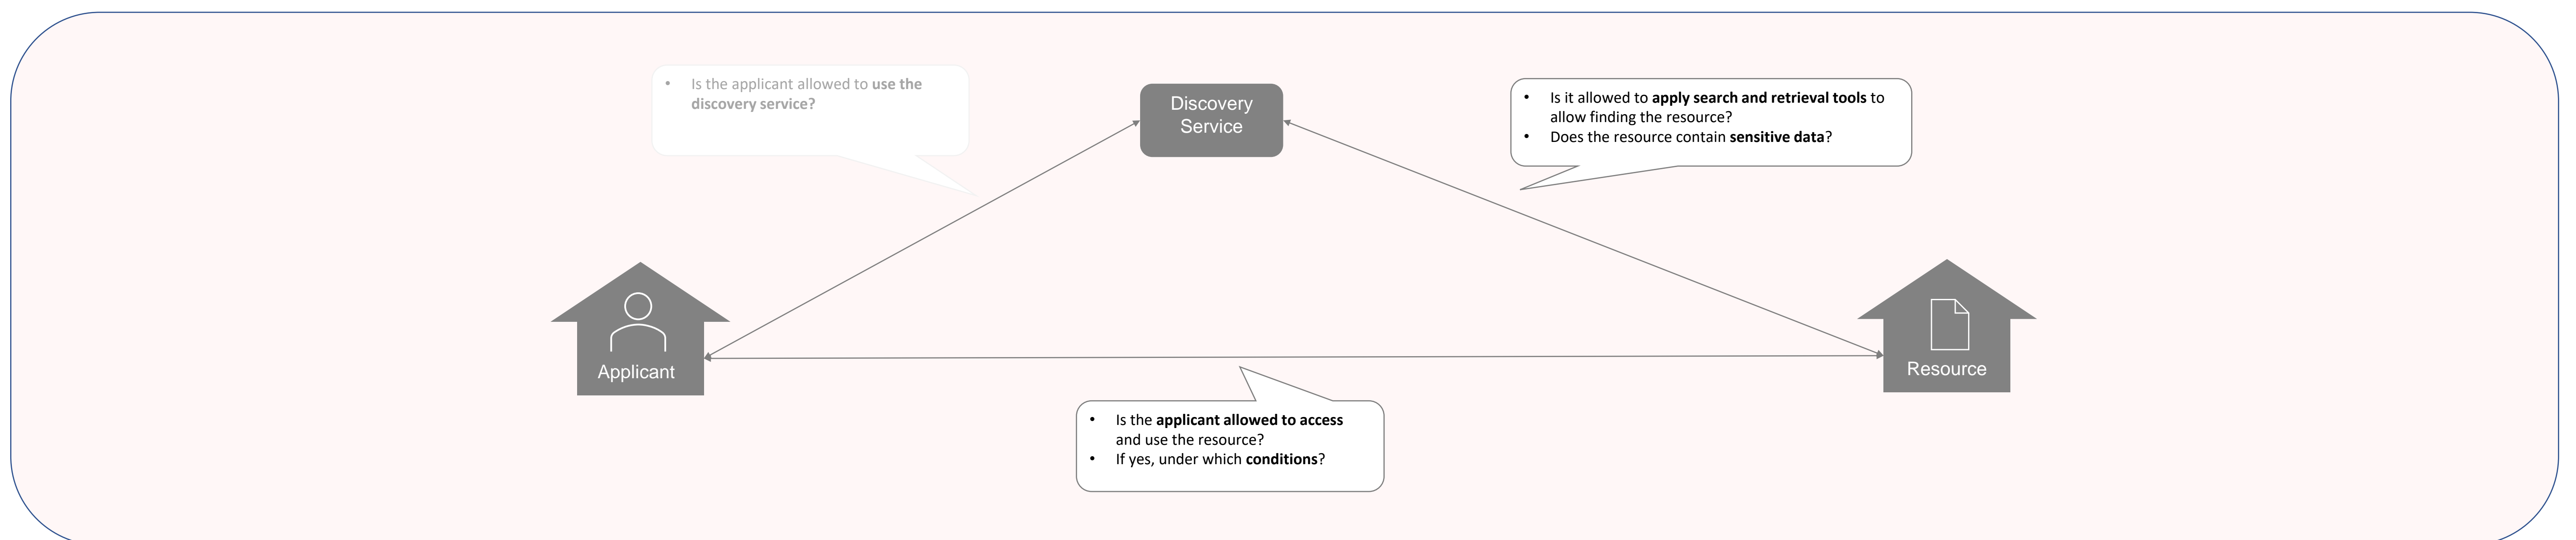 • Is the applicant allowed to use the
discovery service?
Discovery
Service
• Is it allowed to apply search and retrieval tools to
allow finding the resource?
• Does the resource contain sensitive data?
Applicant
Resource
• Is the applicant allowed to access
and use the resource?
• If yes, under which conditions?